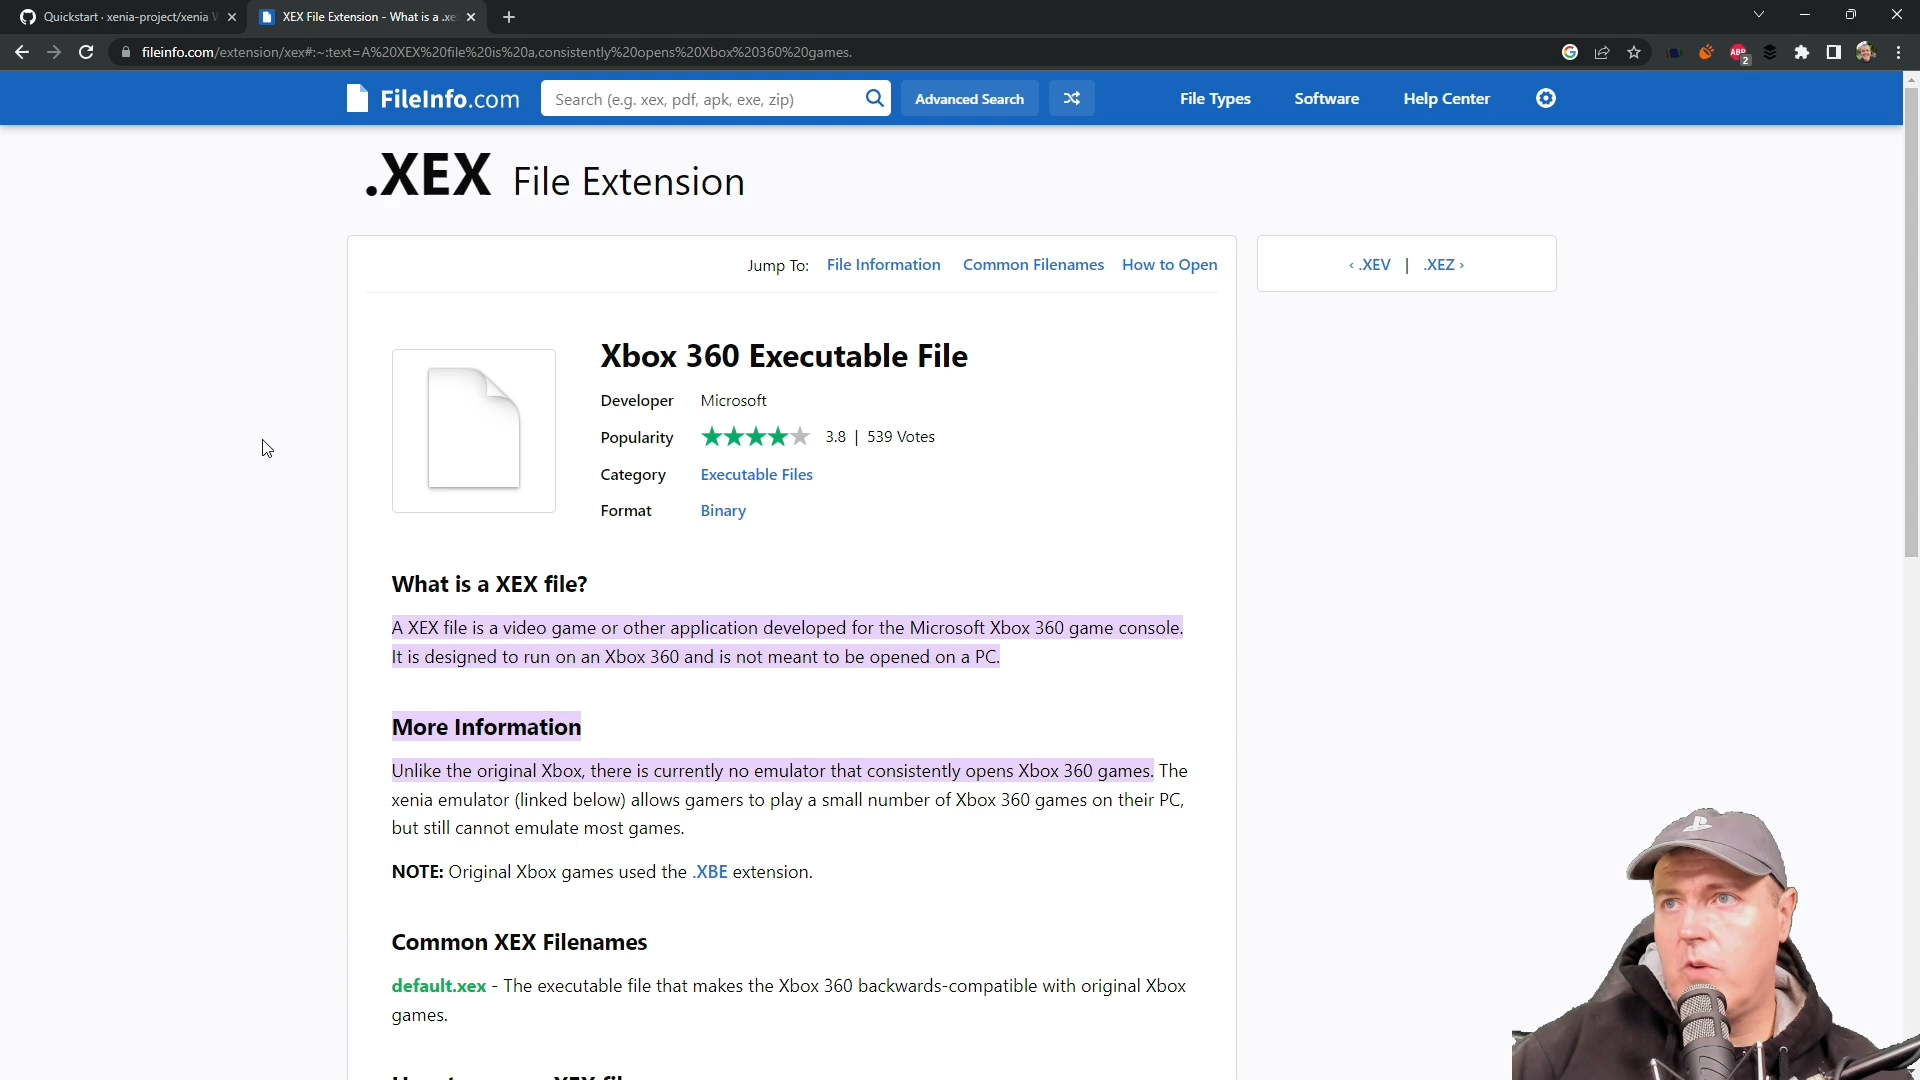 Quickstart · xenia-project/xenia W
XEX File Extension - What is a .xe
fileinfo.com/extension/xex#:~:text=A%20XEX%20file%20is%20a,consistently%20opens%20Xbox%20360%20games.
ABP
2
FileInfo.com
Search (e.g. xex, pdf, apk, exe, zip)
Advanced Search
File Types
Software
Help Center
.XEX File Extension
Jump To: File Information Common Filenames How to Open
‹ .XEV | .XEZ ›
Xbox 360 Executable File
Developer Microsoft
Popularity 3.8 | 539 Votes
Category Executable Files
Format Binary
What is a XEX file?
A XEX file is a video game or other application developed for the Microsoft Xbox 360 game console.
It is designed to run on an Xbox 360 and is not meant to be opened on a PC.
More Information
Unlike the original Xbox, there is currently no emulator that consistently opens Xbox 360 games. The
xenia emulator (linked below) allows gamers to play a small number of Xbox 360 games on their PC,
but still cannot emulate most games.
NOTE: Original Xbox games used the .XBE extension.
Common XEX Filenames
default.xex - The executable file that makes the Xbox 360 backwards-compatible with original Xbox
games.